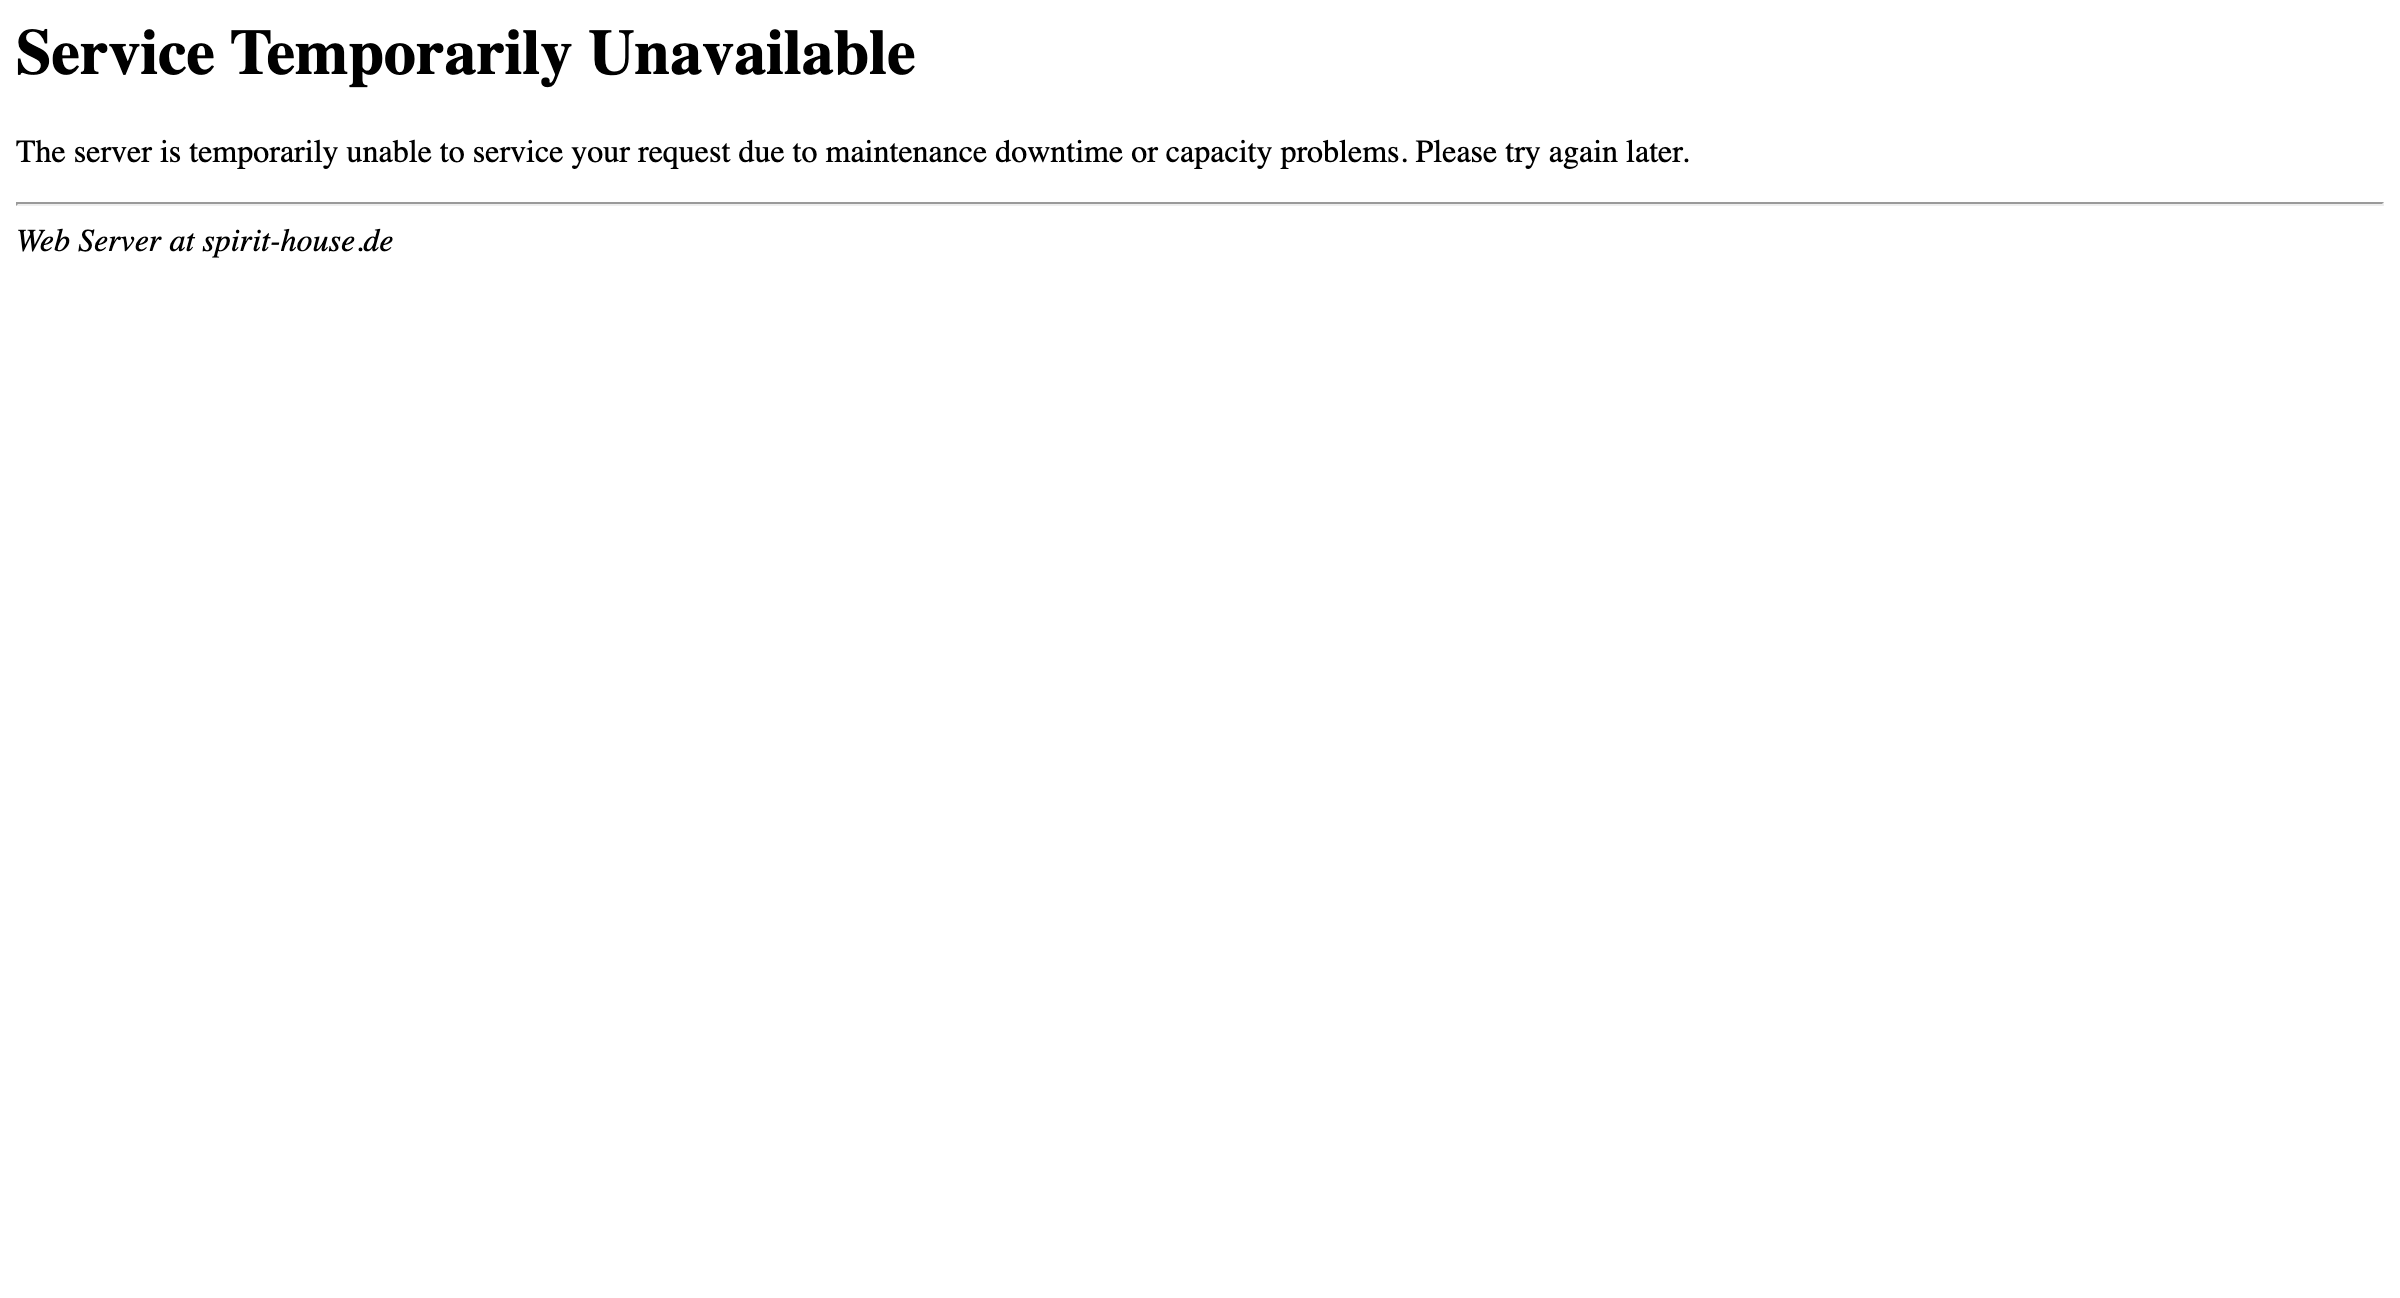 Service Temporarily Unavailable
The server is temporarily unable to service your request due to maintenance downtime or capacity problems. Please try again later.
Web Server at spirit-house.de